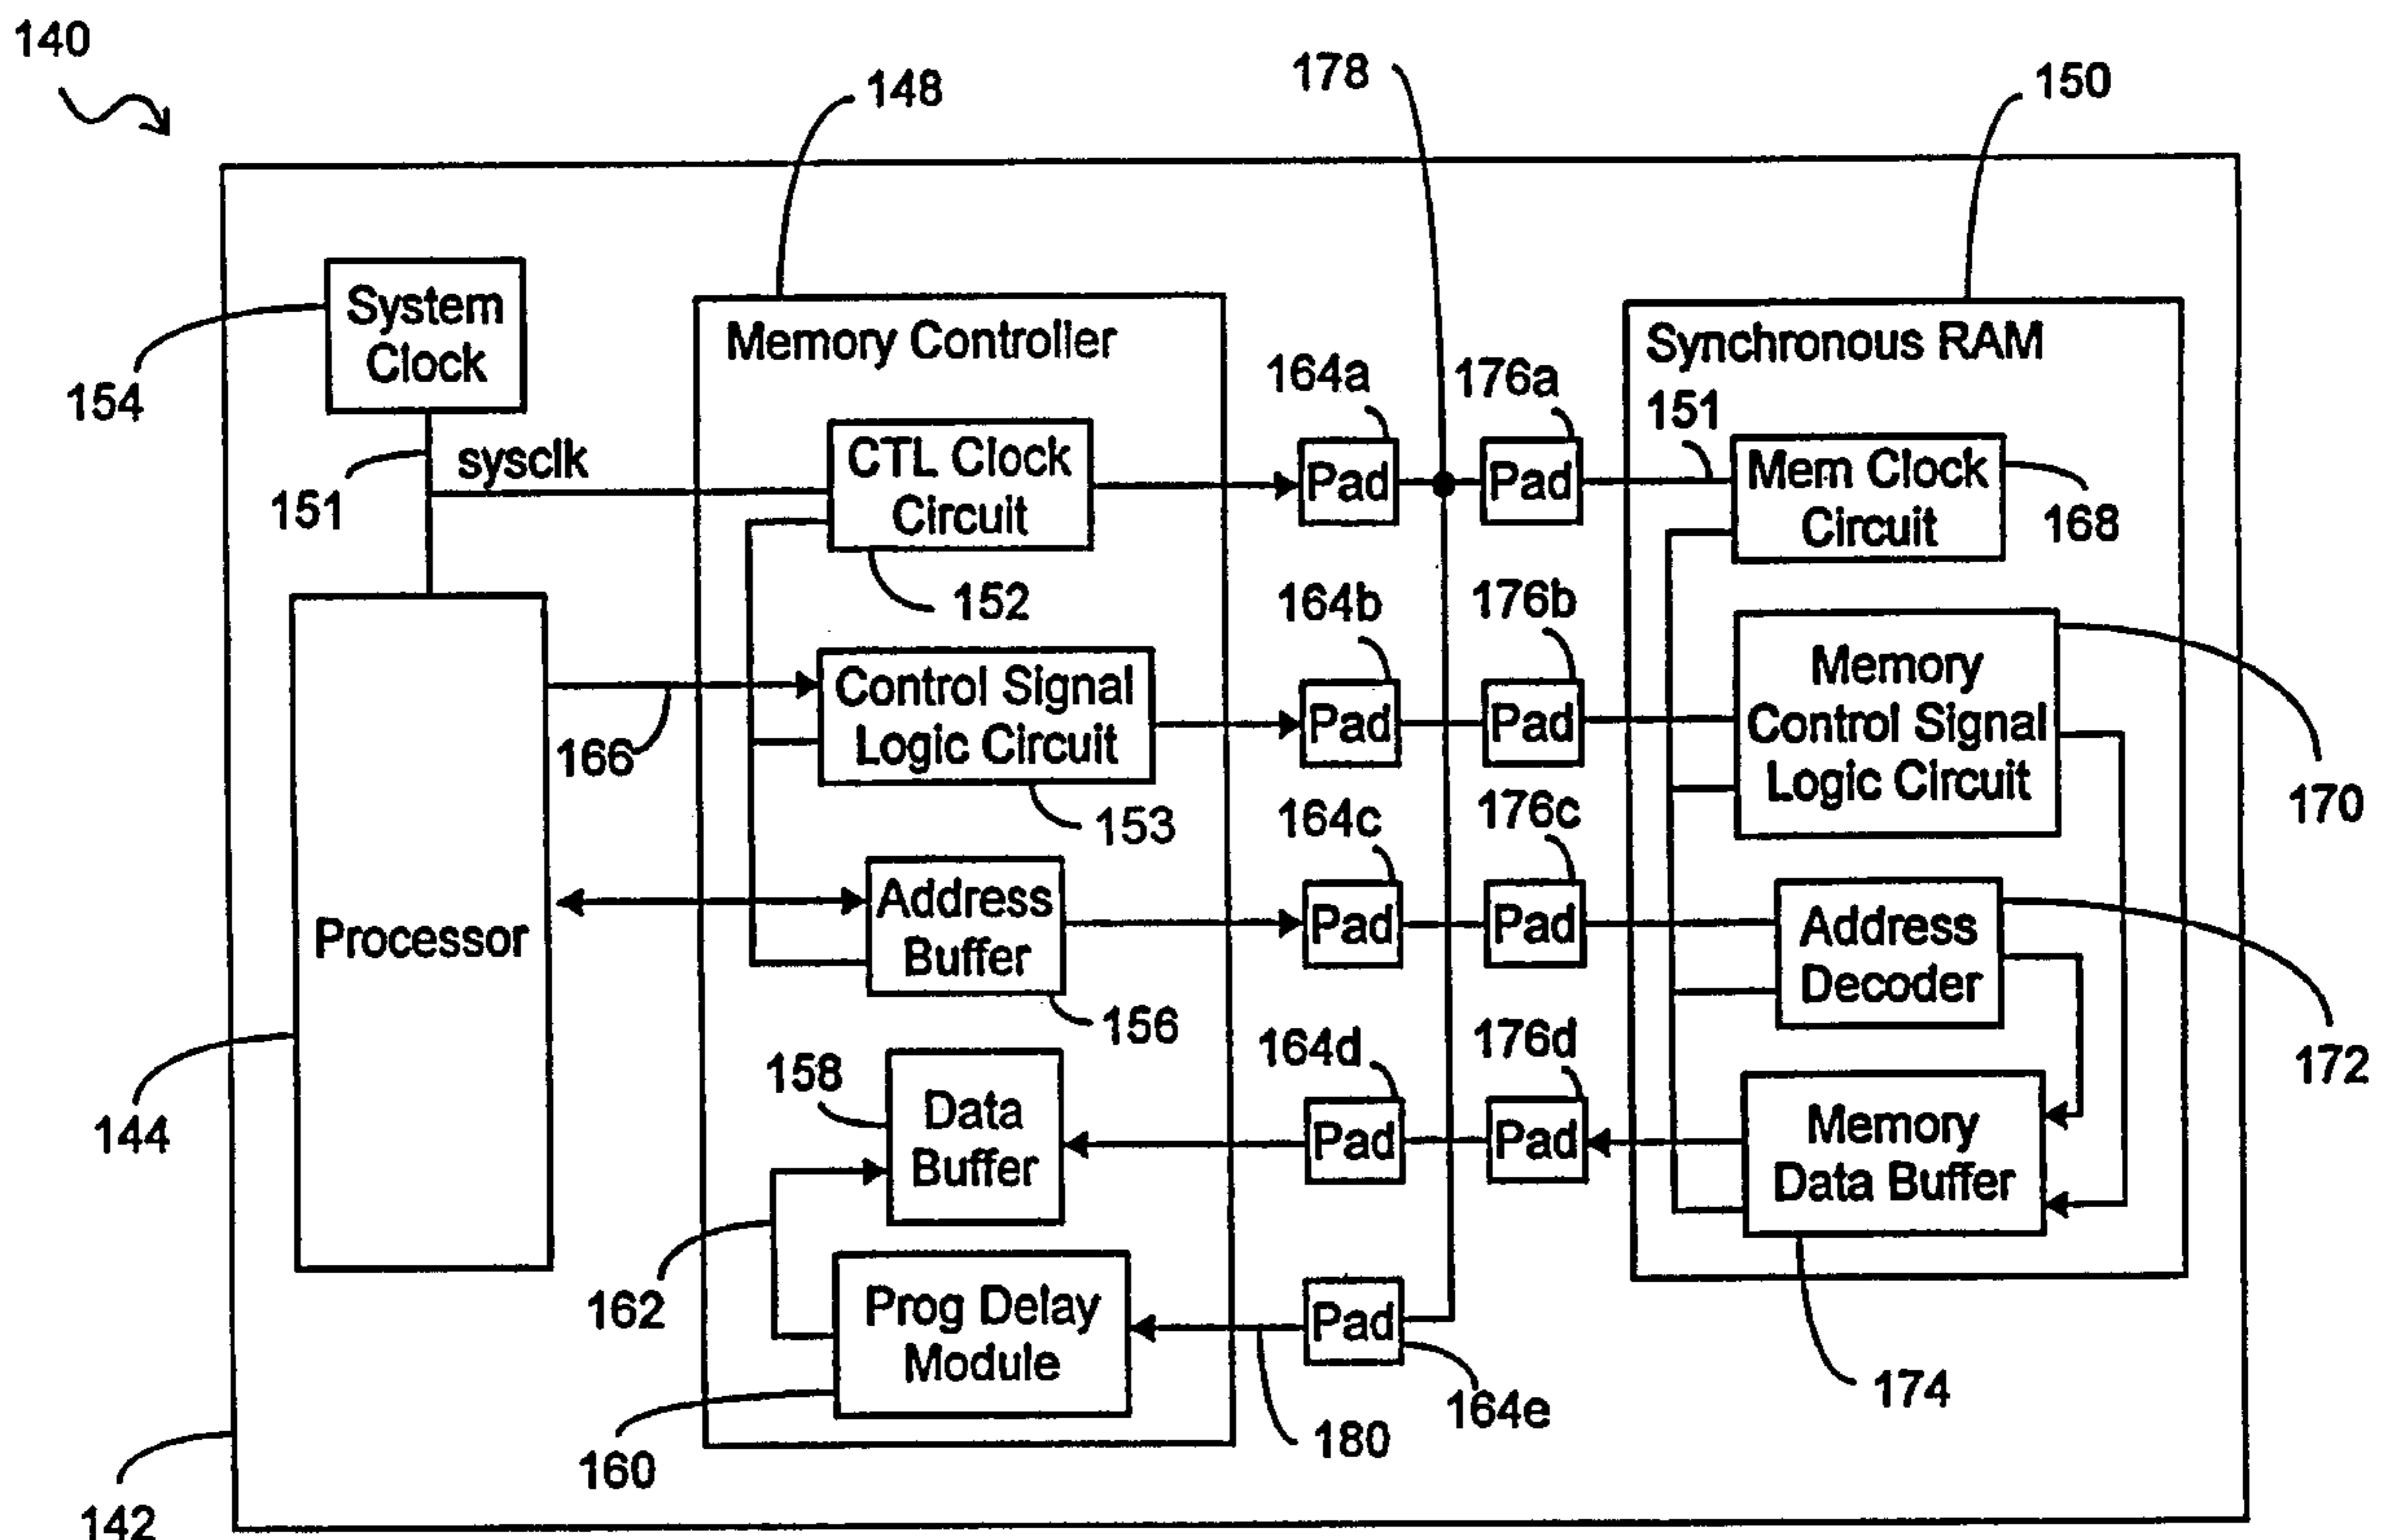 140
148
178
150
System
Clock
154
Memory Controller
Synchronous RAM
164a
176a
151
sysclk
151
CTL Clock
Circuit
Pad
Pad
Mem Clock
Circuit
168
152
164b
176b
Control Signal
Logic Circuit
166
Pad
Pad
Memory
Control Signal
Logic Circuit
170
153
164c
176c
Processor
Address
Buffer
Pad
Pad
Address
Decoder
156
172
164d
176d
158
Data
Buffer
Pad
Pad
Memory
Data Buffer
144
162
Prog Delay
Module
Pad
164e
174
160
180
142